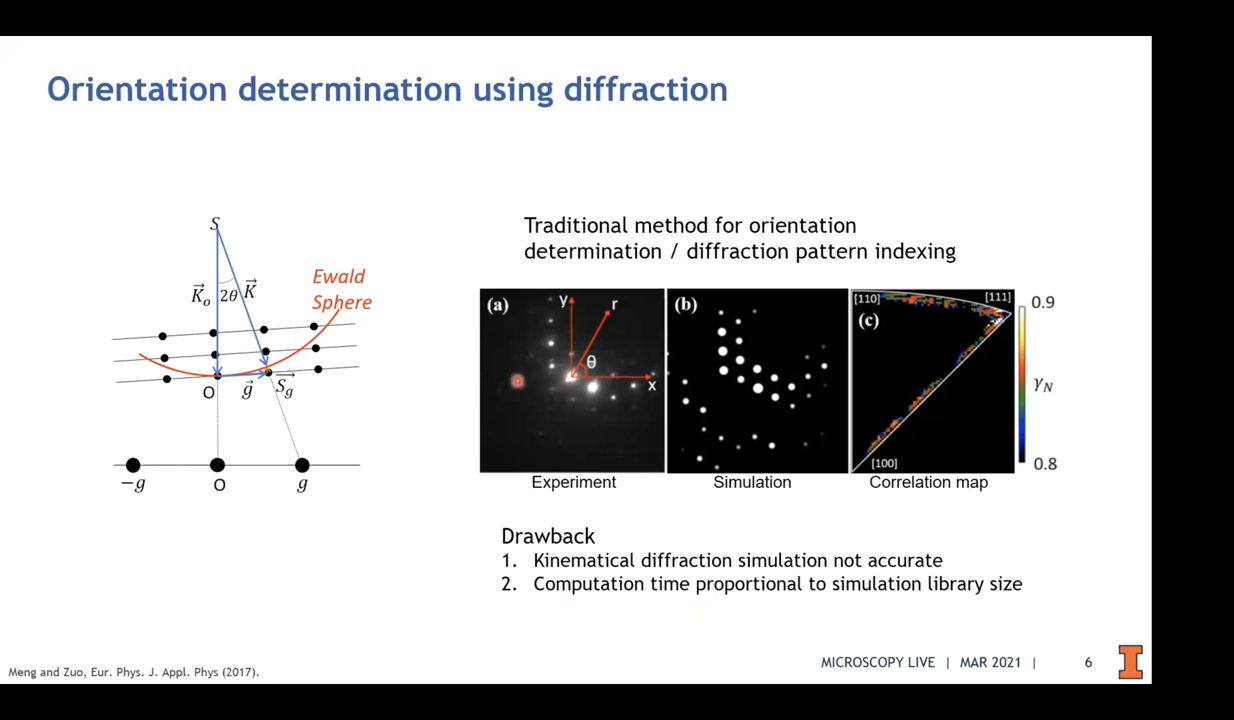 Orientation determination using diffraction
S
Ewald
Sphere
K⃗ₒ 2θ K⃗
O g⃗ S⃗g
−g O g
Traditional method for orientation
determination / diffraction pattern indexing
(a) y r θ x
(b)
[110] [111] (c) [100]
0.9
γN
0.8
Experiment Simulation Correlation map
Drawback
1. Kinematical diffraction simulation not accurate
2. Computation time proportional to simulation library size
Meng and Zuo, Eur. Phys. J. Appl. Phys (2017).
MICROSCOPY LIVE | MAR 2021 | 6
I